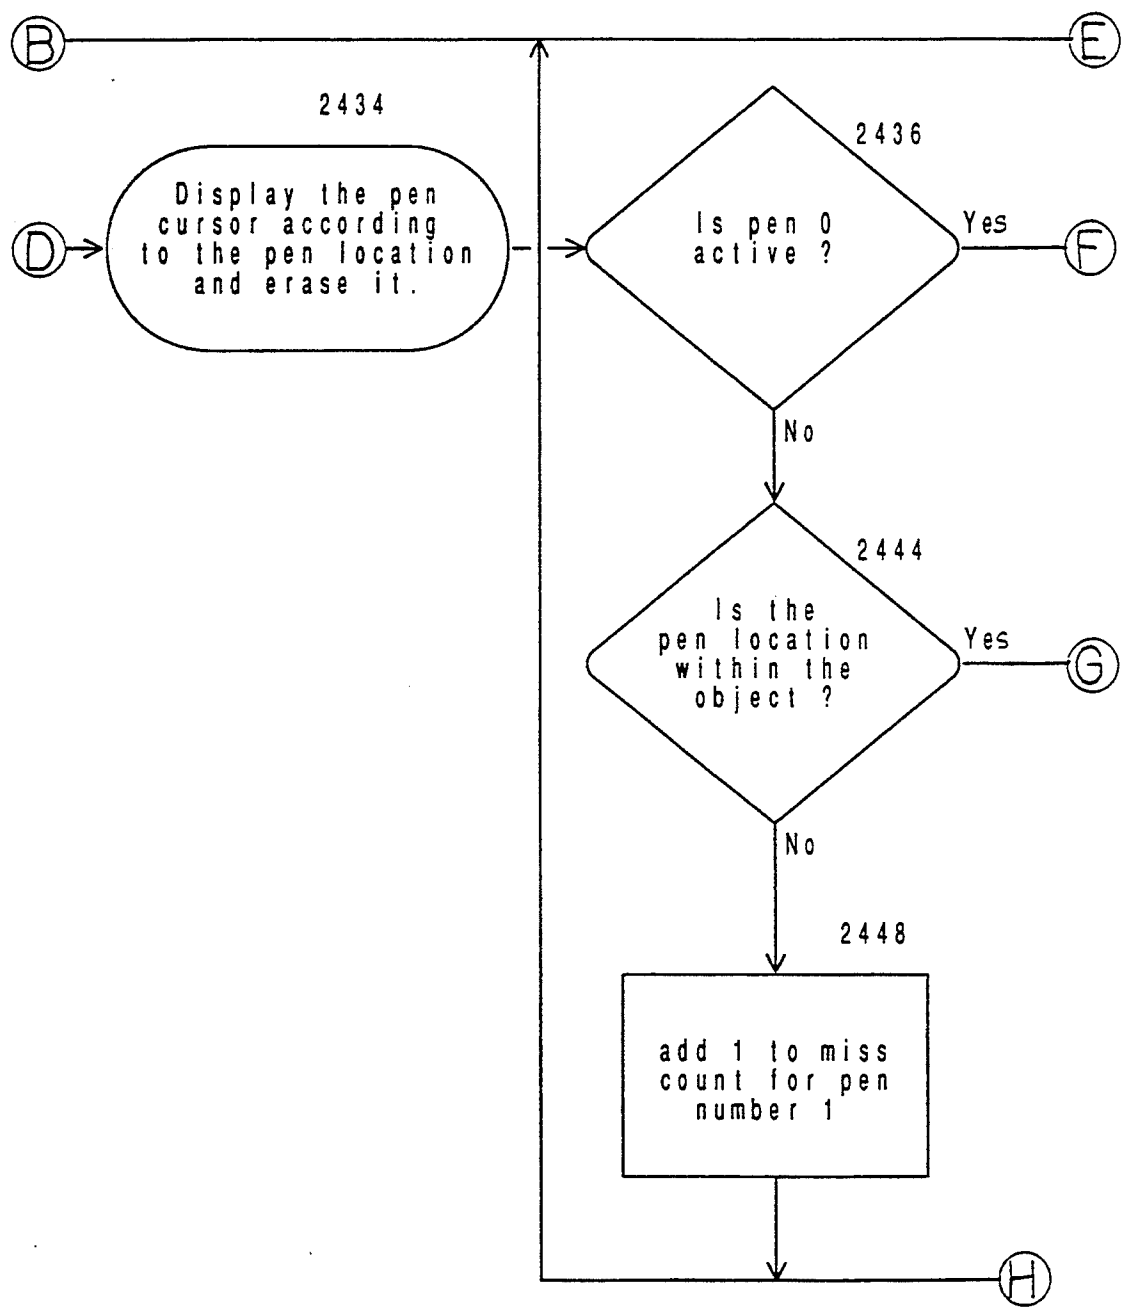 B
E
2434
2436
Display the pen
cursor according
to the pen location
and erase it.
D
Is pen 0
active ?
Yes
F
No
2444
Is the
pen location
within the
object ?
Yes
G
No
2448
add 1 to miss
count for pen
number 1
H